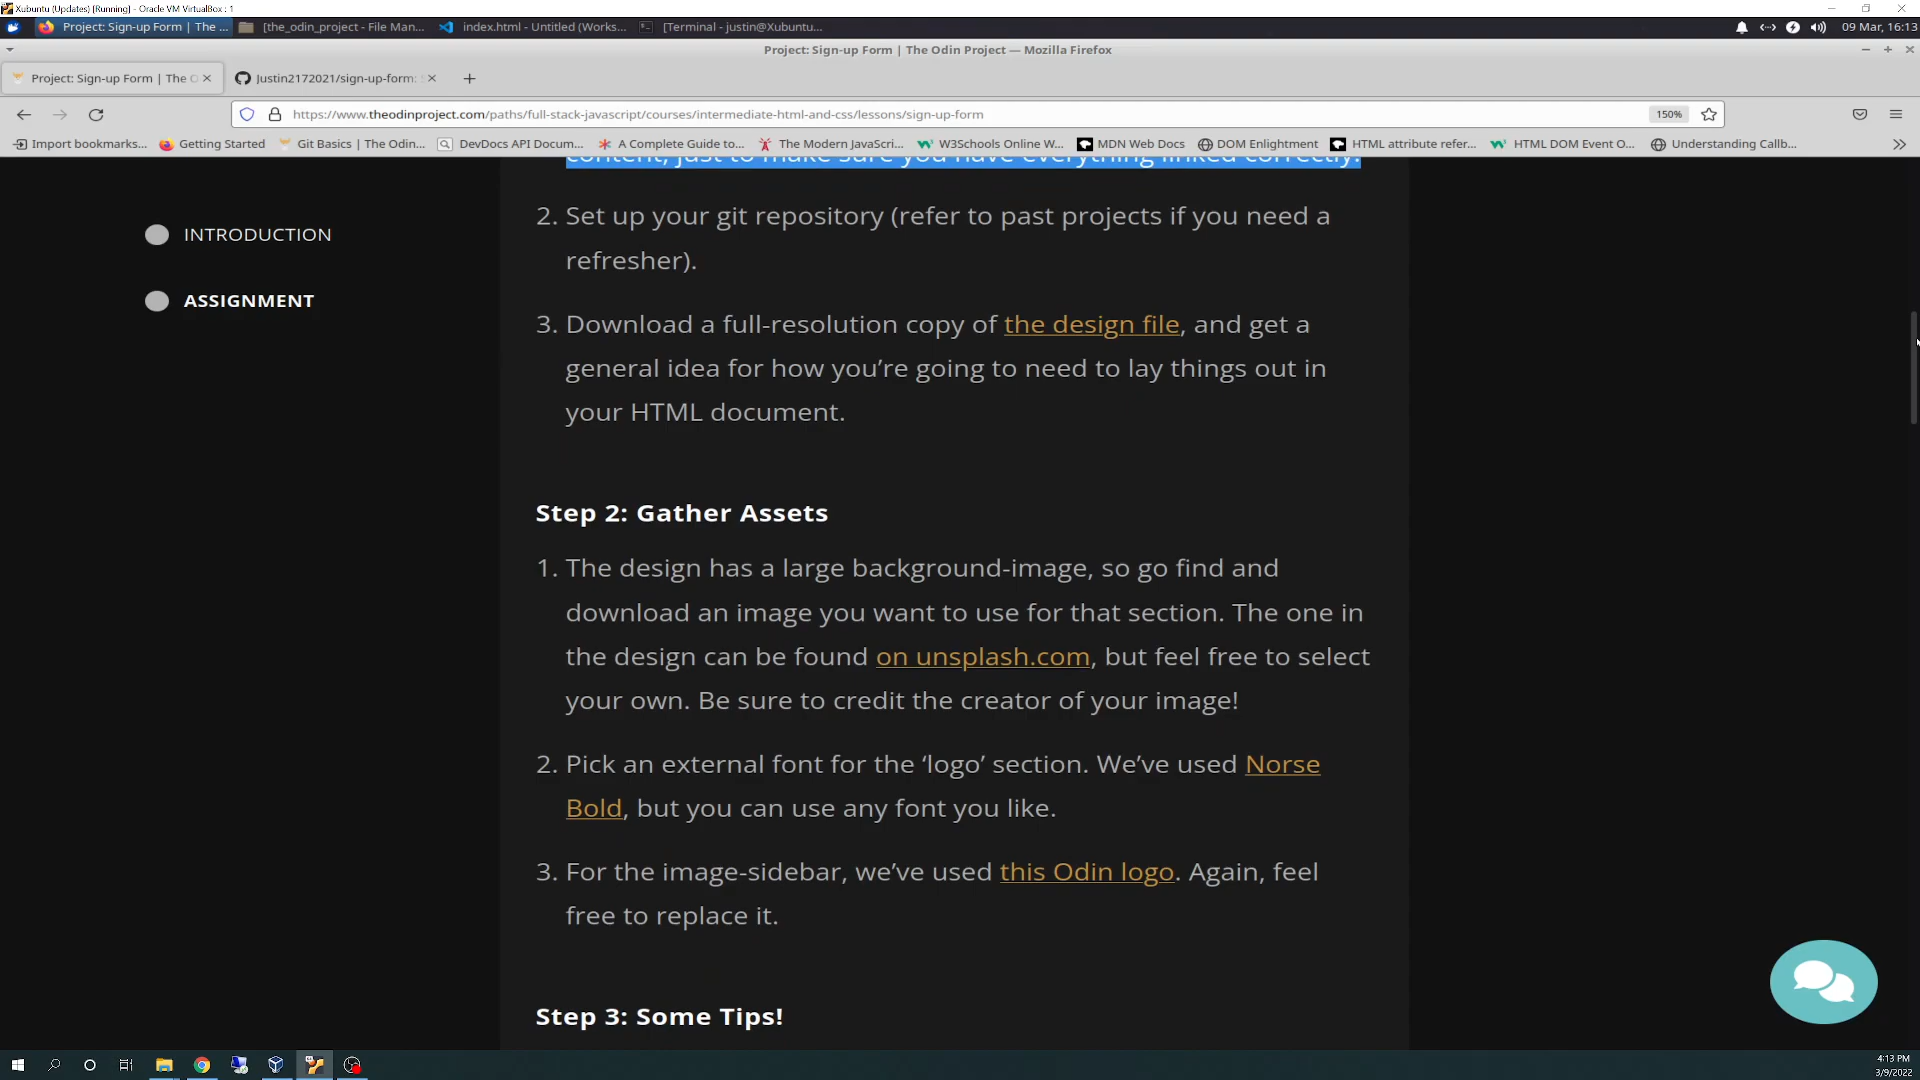 Xubuntu (Updates) [Running] - Oracle VM VirtualBox : 1
Project: Sign-up Form | The ...
[the_odin_project - File Man...
index.html - Untitled (Works...
[Terminal - justin@Xubuntu...
09 Mar, 16:13
Project: Sign-up Form | The Odin Project — Mozilla Firefox
Project: Sign-up Form | The O
Justin2172021/sign-up-form:
https://www.theodinproject.com/paths/full-stack-javascript/courses/intermediate-html-and-css/lessons/sign-up-form
150%
Import bookmarks...
Getting Started
Git Basics | The Odin...
DevDocs API Docum...
A Complete Guide to...
The Modern JavaScri...
W3Schools Online W...
MDN Web Docs
DOM Enlightment
HTML attribute refer...
HTML DOM Event O...
Understanding Callb...
content, just to make sure you have everything linked correctly.
INTRODUCTION
ASSIGNMENT
2. Set up your git repository (refer to past projects if you need a
refresher).
3. Download a full-resolution copy of the design file, and get a
general idea for how you’re going to need to lay things out in
your HTML document.
Step 2: Gather Assets
1. The design has a large background-image, so go find and
download an image you want to use for that section. The one in
the design can be found on unsplash.com, but feel free to select
your own. Be sure to credit the creator of your image!
2. Pick an external font for the ‘logo’ section. We’ve used Norse
Bold, but you can use any font you like.
3. For the image-sidebar, we’ve used this Odin logo. Again, feel
free to replace it.
Step 3: Some Tips!
4:13 PM
3/9/2022